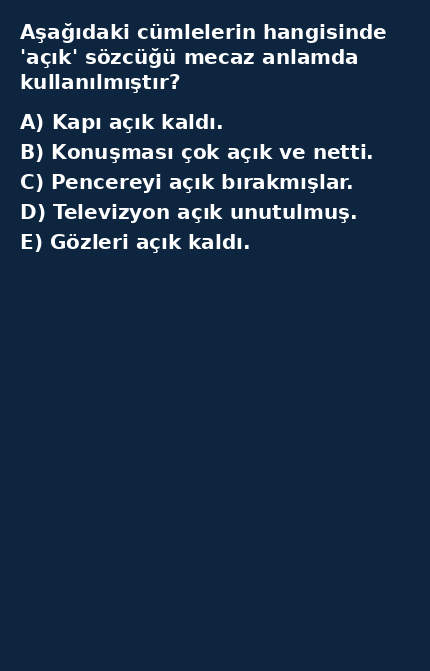 Aşağıdaki cümlelerin hangisinde
'açık' sözcüğü mecaz anlamda
kullanılmıştır?
A) Kapı açık kaldı.
B) Konuşması çok açık ve netti.
C) Pencereyi açık bırakmışlar.
D) Televizyon açık unutulmuş.
E) Gözleri açık kaldı.